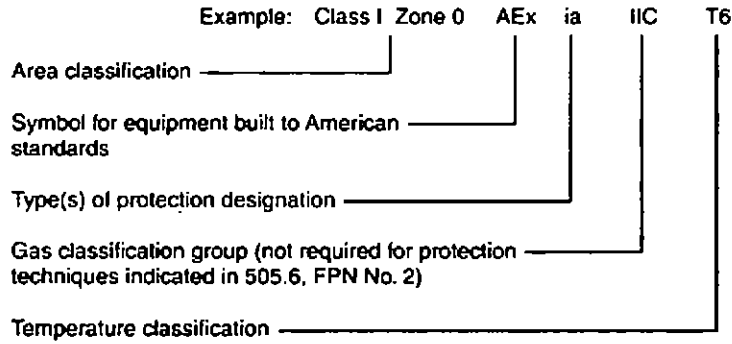 Example: Class I Zone 0 AEx ia IIC T6
Area classification
Symbol for equipment built to American
standards
Type(s) of protection designation
Gas classification group (not required for protection
techniques indicated in 505.6, FPN No. 2)
Temperature classification